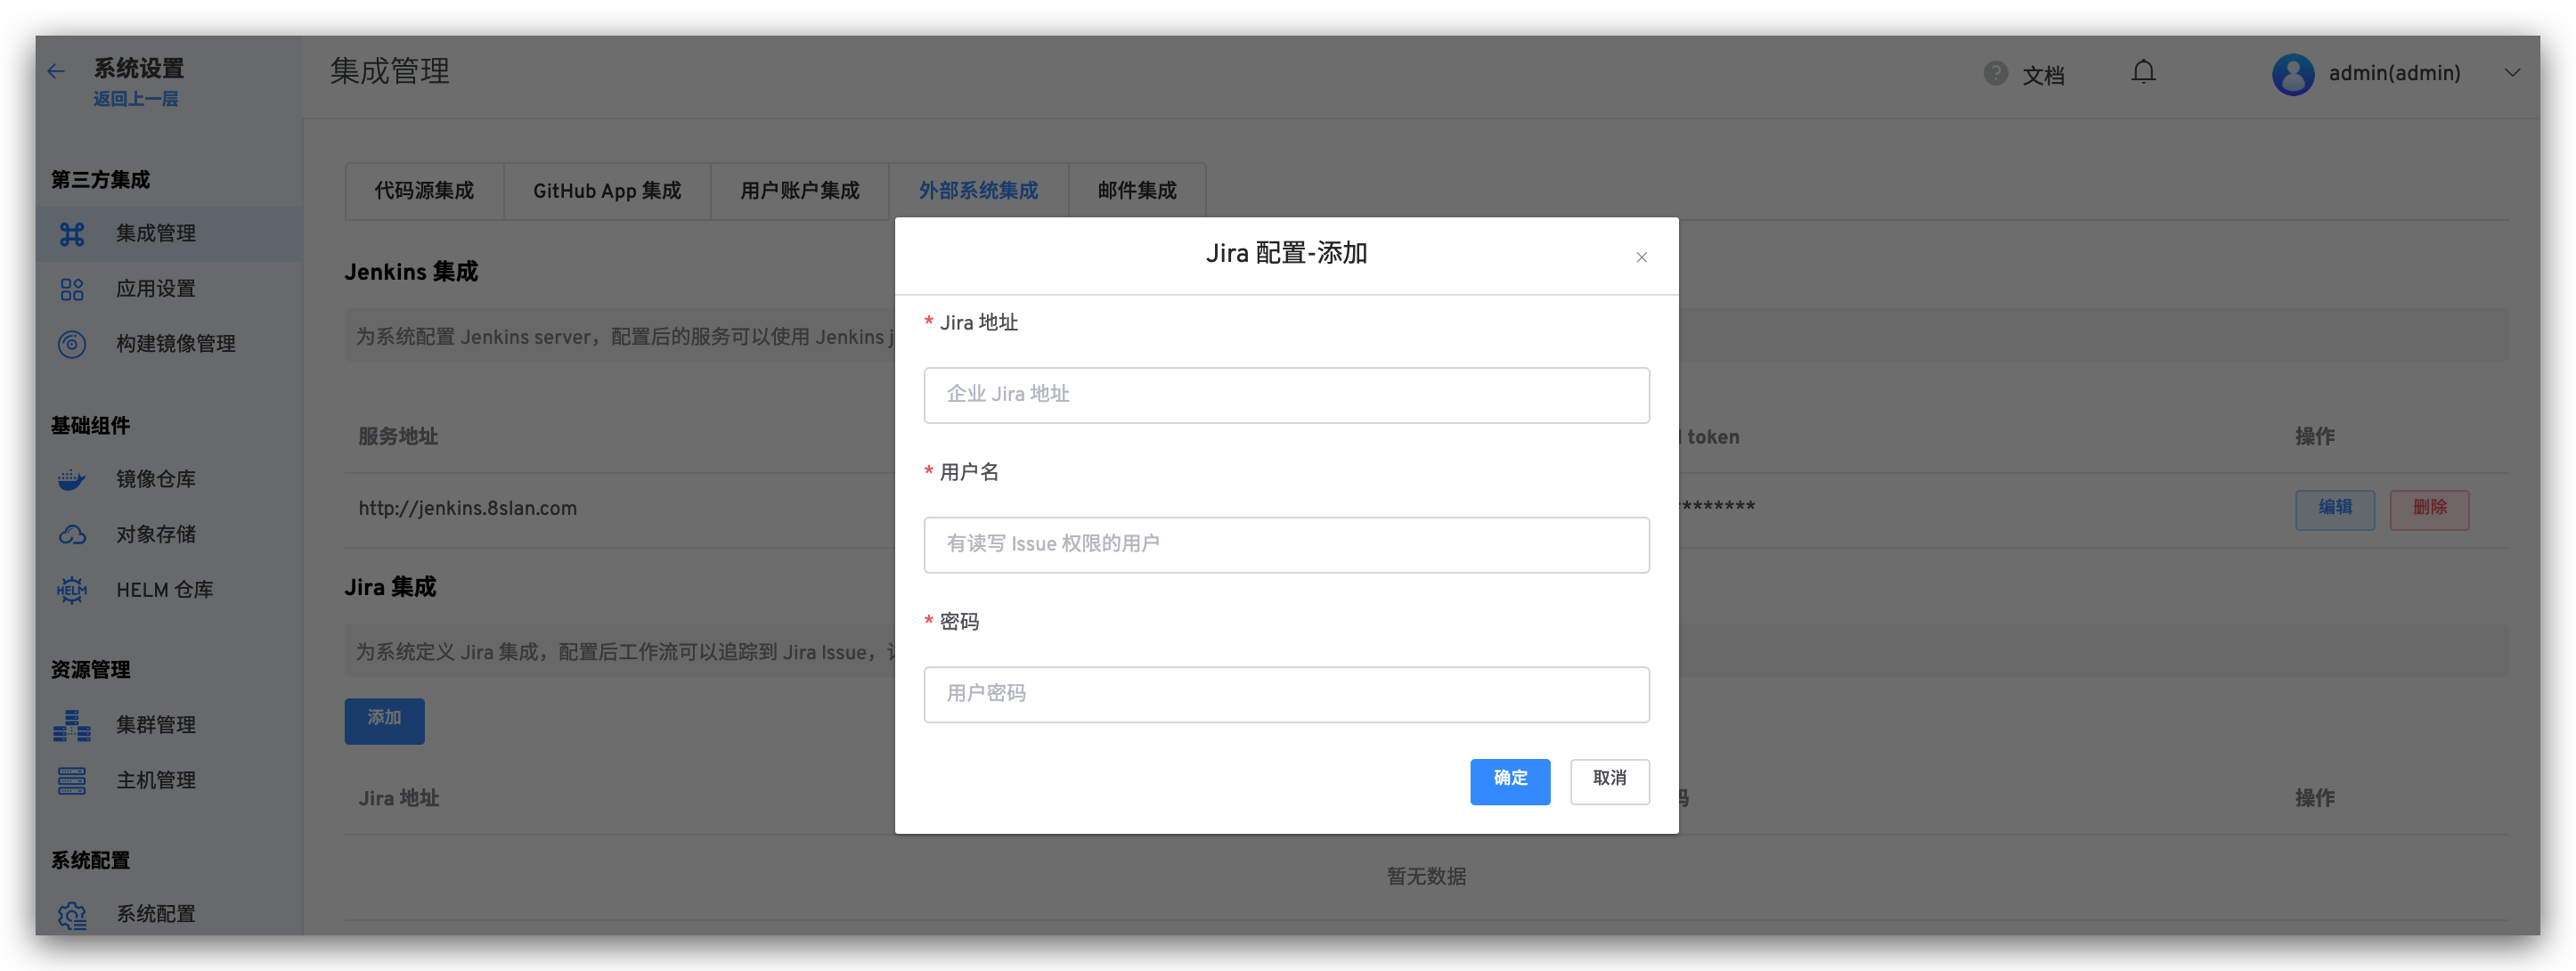 系统设置
返回上一层
集成管理
文档
admin(admin)
第三方集成
集成管理
应用设置
构建镜像管理
基础组件
镜像仓库
对象存储
HELM 仓库
资源管理
集群管理
主机管理
系统配置
系统配置
代码源集成
GitHub App 集成
用户账户集成
外部系统集成
邮件集成
Jenkins 集成
为系统配置 Jenkins server，配置后的服务可以使用 Jenkins j
服务地址
token
操作
http://jenkins.8slan.com
********
编辑
删除
Jira 集成
为系统定义 Jira 集成，配置后工作流可以追踪到 Jira Issue，
添加
Jira 地址
操作
暂无数据
Jira 配置-添加
* Jira 地址
企业 Jira 地址
* 用户名
有读写 Issue 权限的用户
* 密码
用户密码
确定
取消